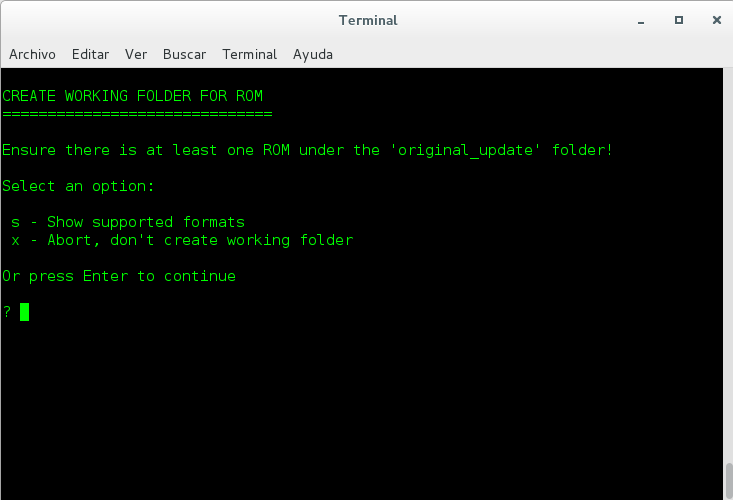 Terminal
Archivo Editar Ver Buscar Terminal Ayuda
CREATE WORKING FOLDER FOR ROM
==============================
Ensure there is at least one ROM under the 'original_update' folder!
Select an option:
s - Show supported formats
x - Abort, don't create working folder
Or press Enter to continue
?